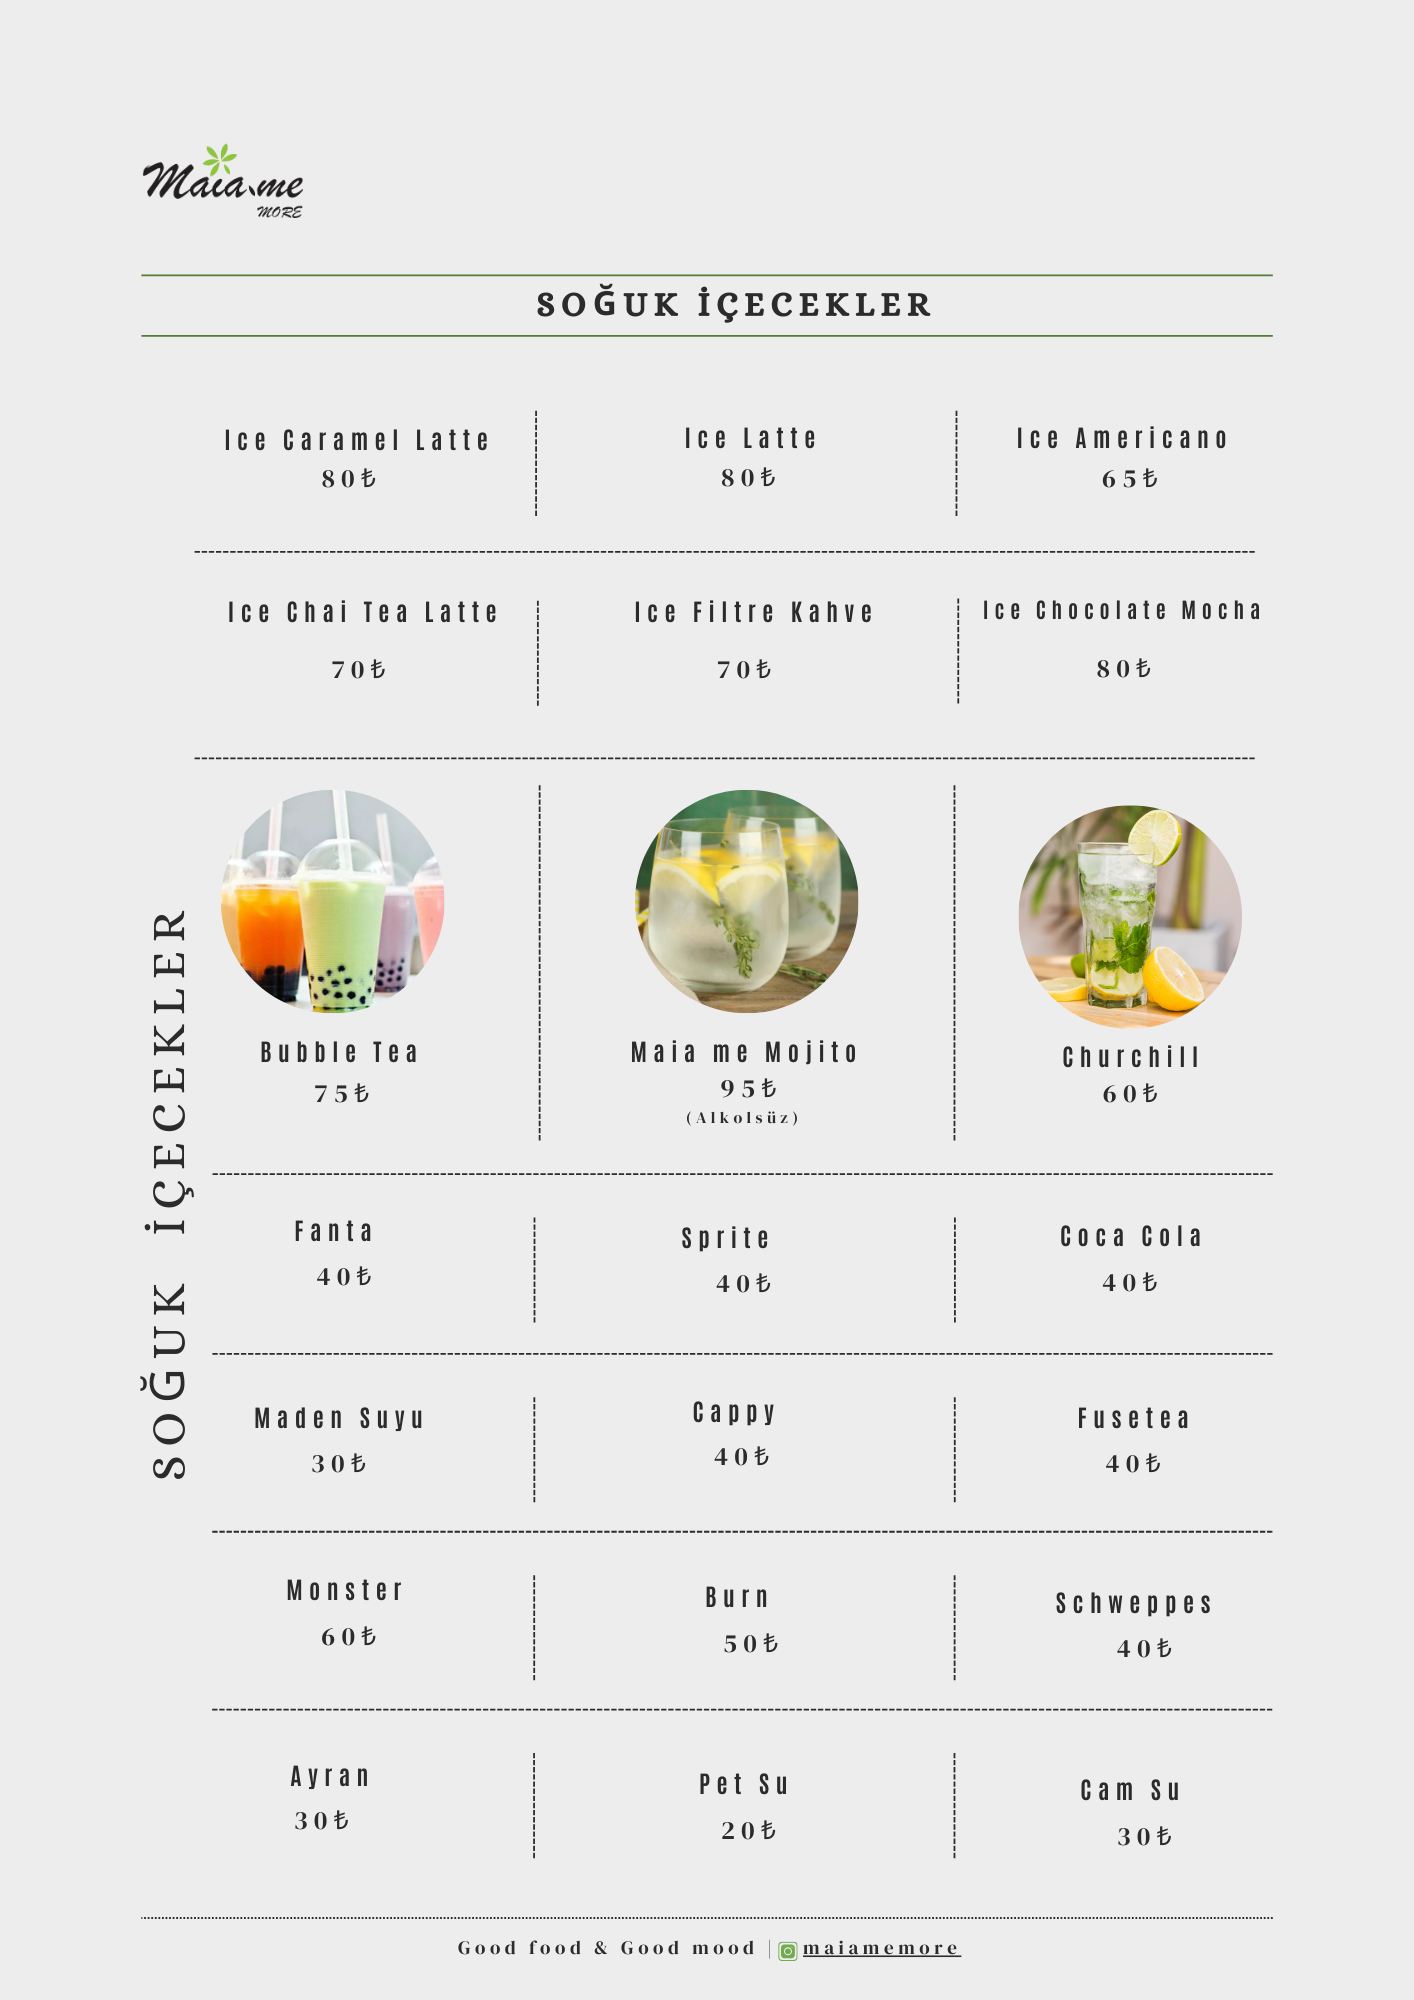 Maia.me
MORE
SOĞUK İÇECEKLER
Ice Caramel Latte
80₺
Ice Latte
80₺
Ice Americano
65₺
Ice Chai Tea Latte
70₺
Ice Filtre Kahve
70₺
Ice Chocolate Mocha
80₺
SOĞUK İÇECEKLER
Bubble Tea
75₺
Maia me Mojito
95₺
(Alkolsüz)
Churchill
60₺
Fanta
40₺
Sprite
40₺
Coca Cola
40₺
Maden Suyu
30₺
Cappy
40₺
Fusetea
40₺
Monster
60₺
Burn
50₺
Schweppes
40₺
Ayran
30₺
Pet Su
20₺
Cam Su
30₺
Good food & Good mood | maiamemore